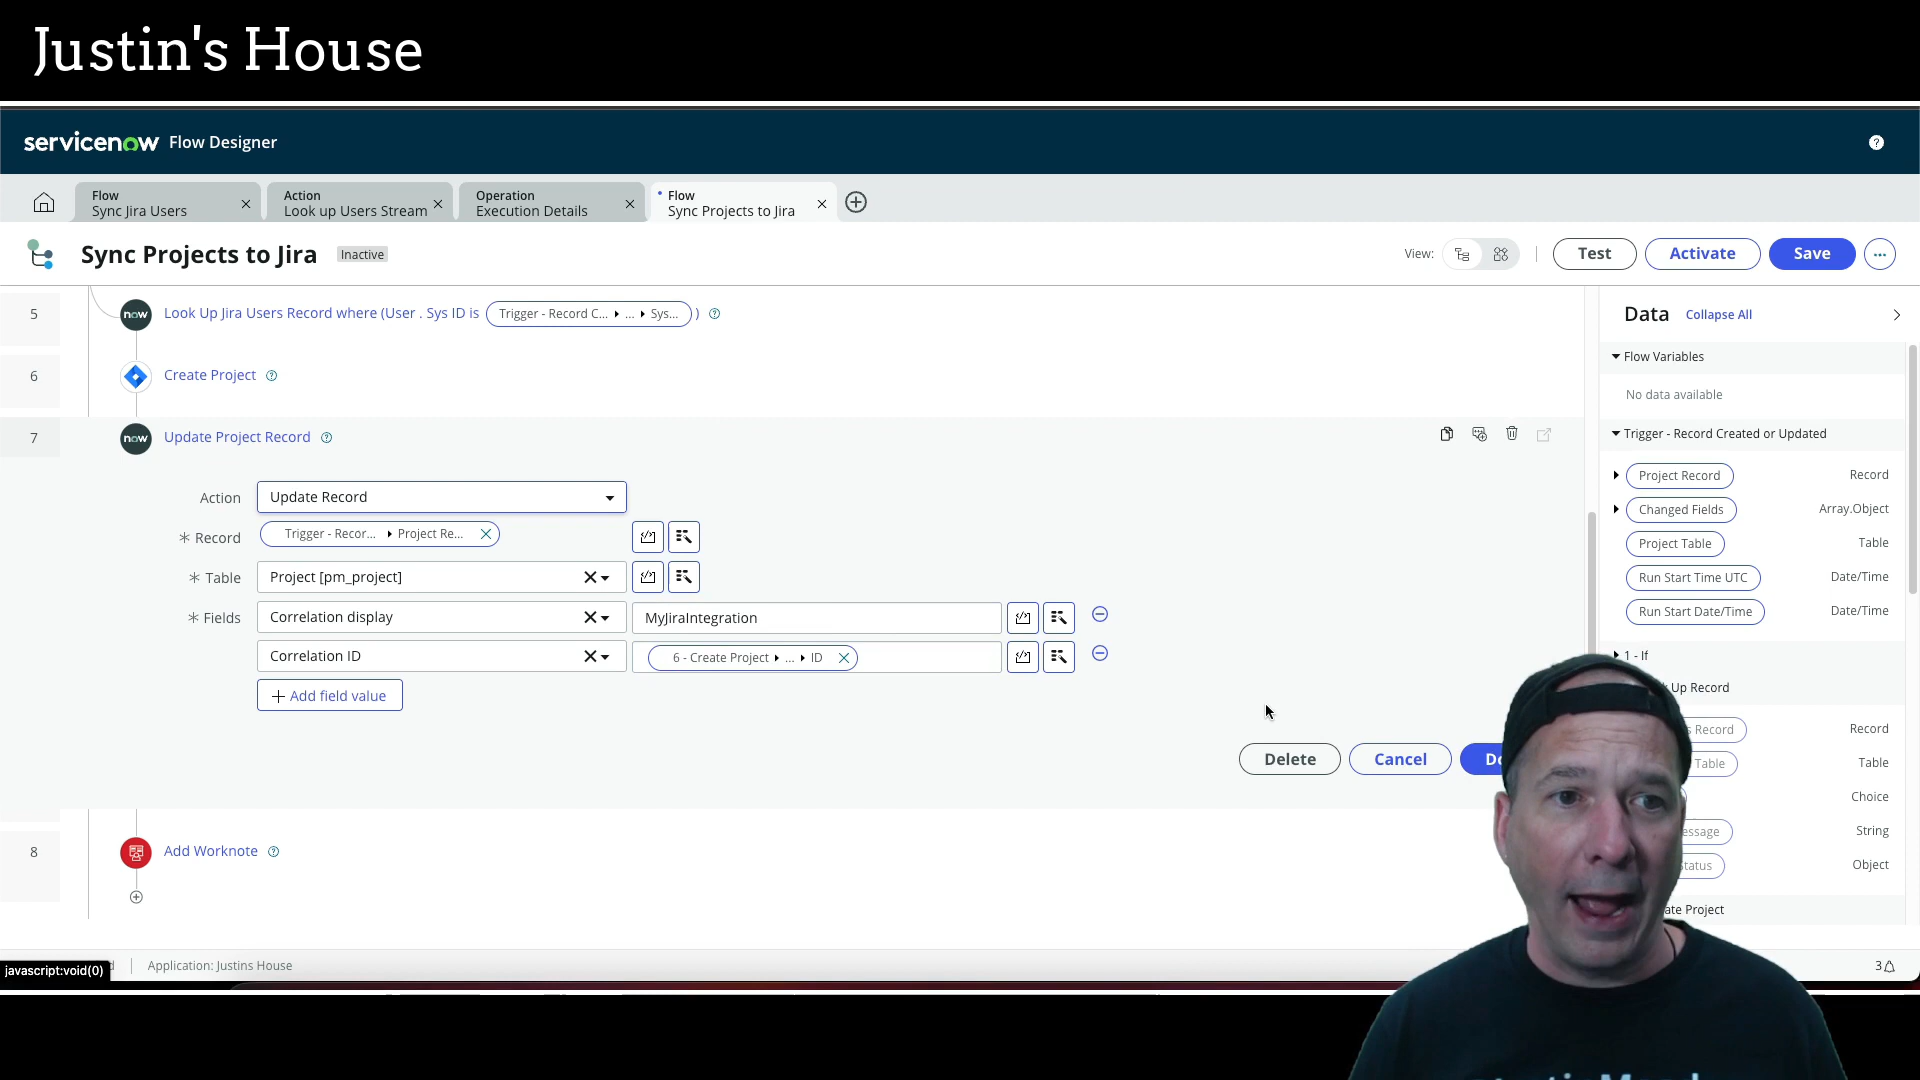 Justin's House
servicenow Flow Designer
Flow
Sync Jira Users
Action
Look up Users Stream
Operation
Execution Details
Flow
Sync Projects to Jira
Sync Projects to Jira Inactive
View:
Test
Activate
Save
5
Look Up Jira Users Record where (User . Sys ID is Trigger - Record C... ... Sys... )
6
Create Project
7
Update Project Record
Action
Update Record
* Record
Trigger - Recor... Project Re...
* Table
Project [pm_project]
* Fields
Correlation display
MyJiraIntegration
Correlation ID
6 - Create Project ... ID
Add field value
Delete
Cancel
8
Add Worknote
Data Collapse All
Flow Variables
No data available
Trigger - Record Created or Updated
Project Record Record
Changed Fields Array.Object
Project Table Table
Run Start Time UTC Date/Time
Run Start Date/Time Date/Time
1 - If
Up Record
Record Record
Table Table
Choice
String
Object
Project
javascript:void(0)
Application: Justins House
3